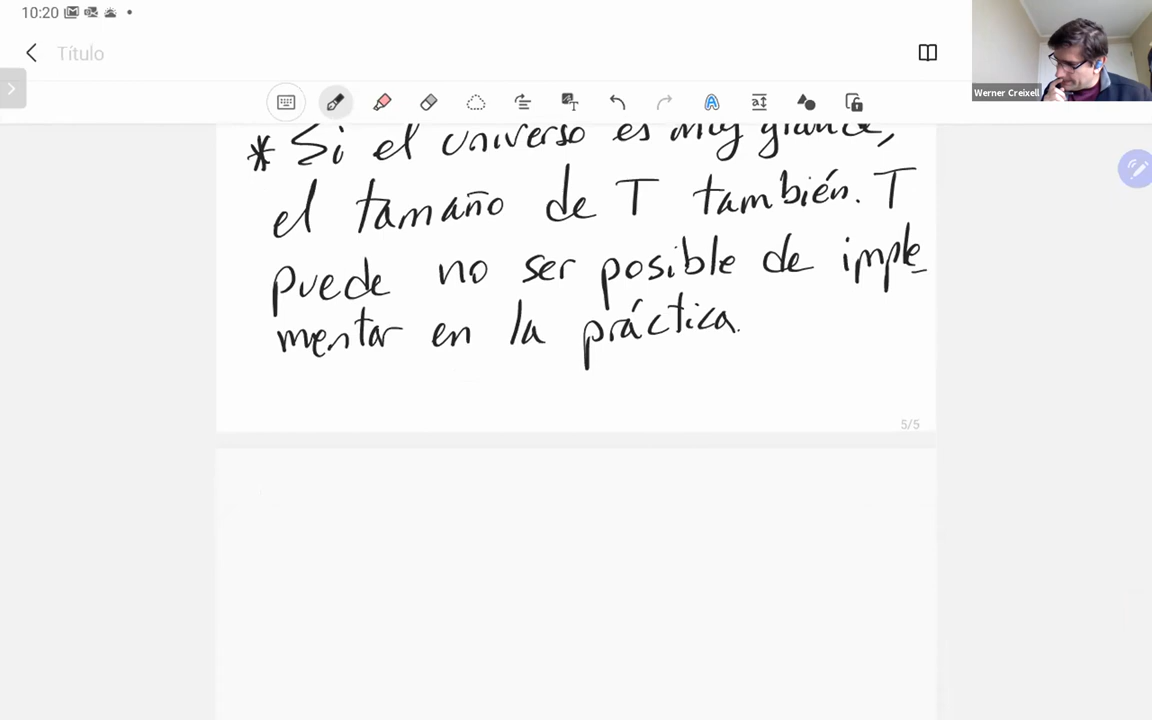 10:20
Título
Werner Creixell
* Si el universo es muy grande,
el tamaño de T también. T
puede no ser posible de imple-
mentar en la práctica.
5/5